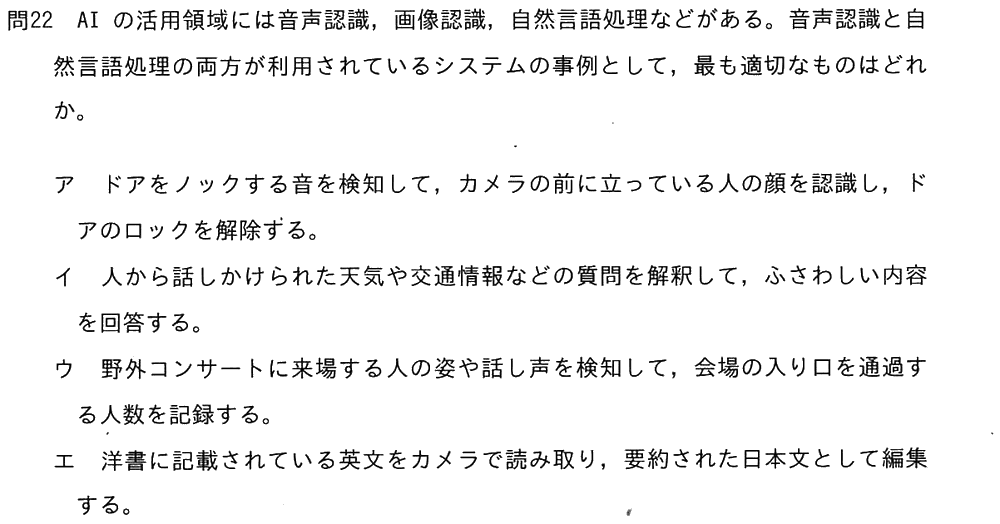 問22 AI の活用領域には音声認識，画像認識，自然言語処理などがある。音声認識と自
然言語処理の両方が利用されているシステムの事例として，最も適切なものはどれ
か。
ア ドアをノックする音を検知して，カメラの前に立っている人の顔を認識し，ド
アのロックを解除する。
イ 人から話しかけられた天気や交通情報などの質問を解釈して，ふさわしい内容
を回答する。
ウ 野外コンサートに来場する人の姿や話し声を検知して，会場の入り口を通過す
る人数を記録する。
エ 洋書に記載されている英文をカメラで読み取り，要約された日本文として編集
する。